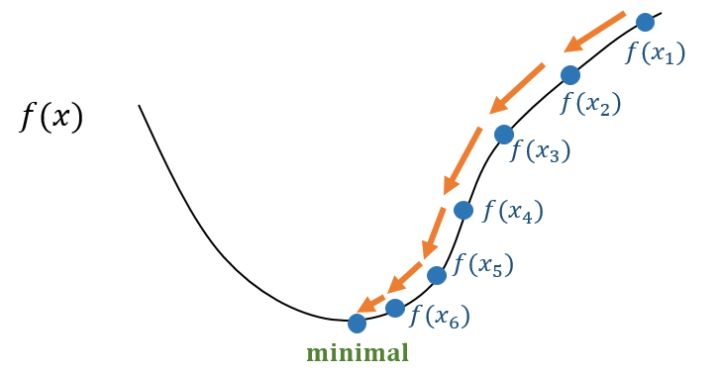 f(x₁)
f(x₂)
f(x)
f(x₃)
f(x₄)
f(x₅)
f(x₆)
minimal